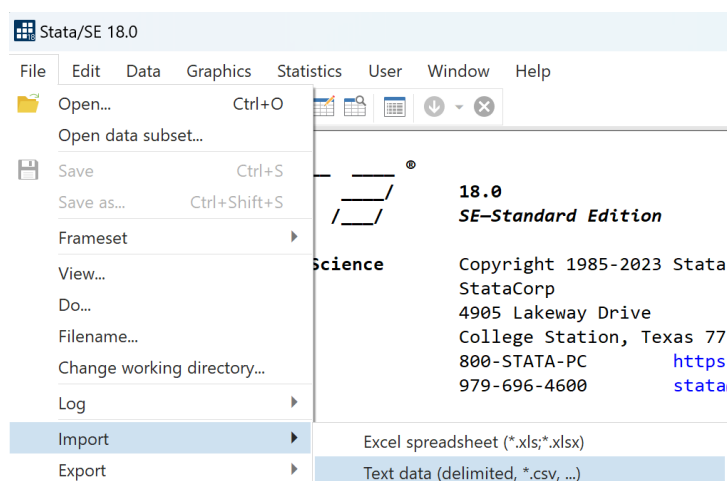 Stata/SE 18.0
File Edit Data Graphics Statistics User Window Help
Open... Ctrl+O
Open data subset...
Save Ctrl+S
Save as... Ctrl+Shift+S
Frameset
View...
Do...
Filename...
Change working directory...
Log
Import
Export
®
18.0
SE—Standard Edition
Science Copyright 1985-2023 Stata
StataCorp
4905 Lakeway Drive
College Station, Texas 77
800-STATA-PC https
979-696-4600 stata
Excel spreadsheet (*.xls;*.xlsx)
Text data (delimited, *.csv, ...)